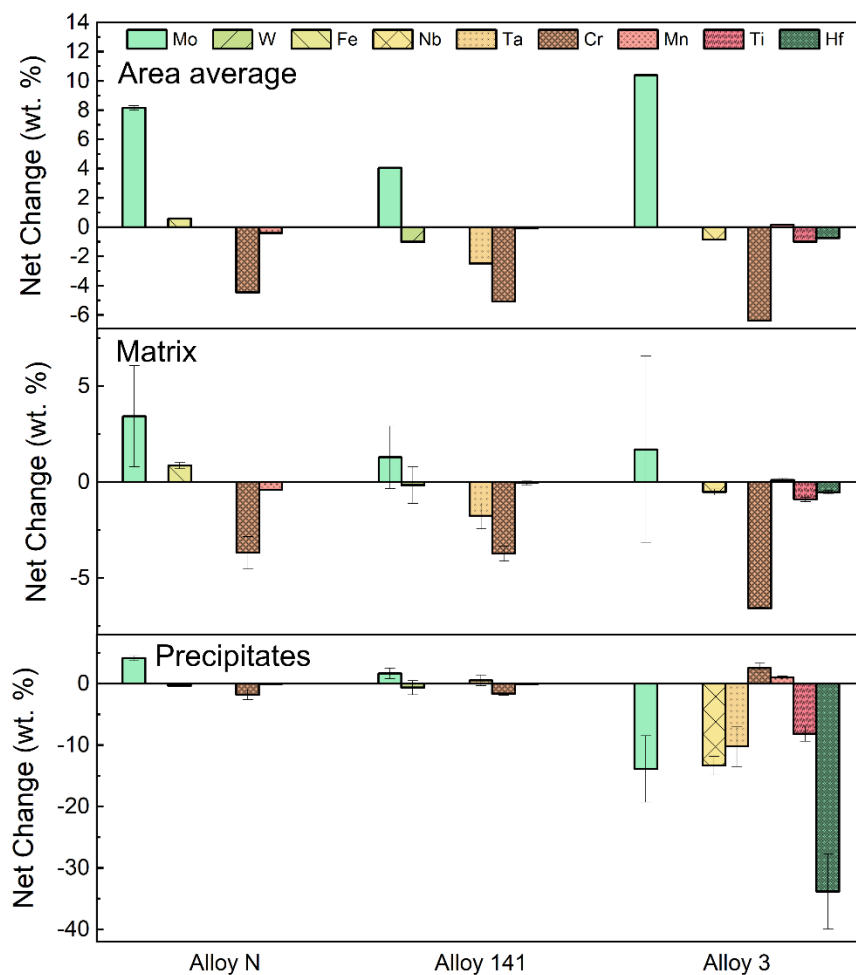 Mo W Fe Nb Ta Cr Mn Ti Hf
Area average
Net Change (wt. %)
14
12
10
8
6
4
2
0
-2
-4
-6
Matrix
Net Change (wt. %)
5
0
-5
Precipitates
Net Change (wt. %)
0
-10
-20
-30
-40
Alloy N Alloy 141 Alloy 3